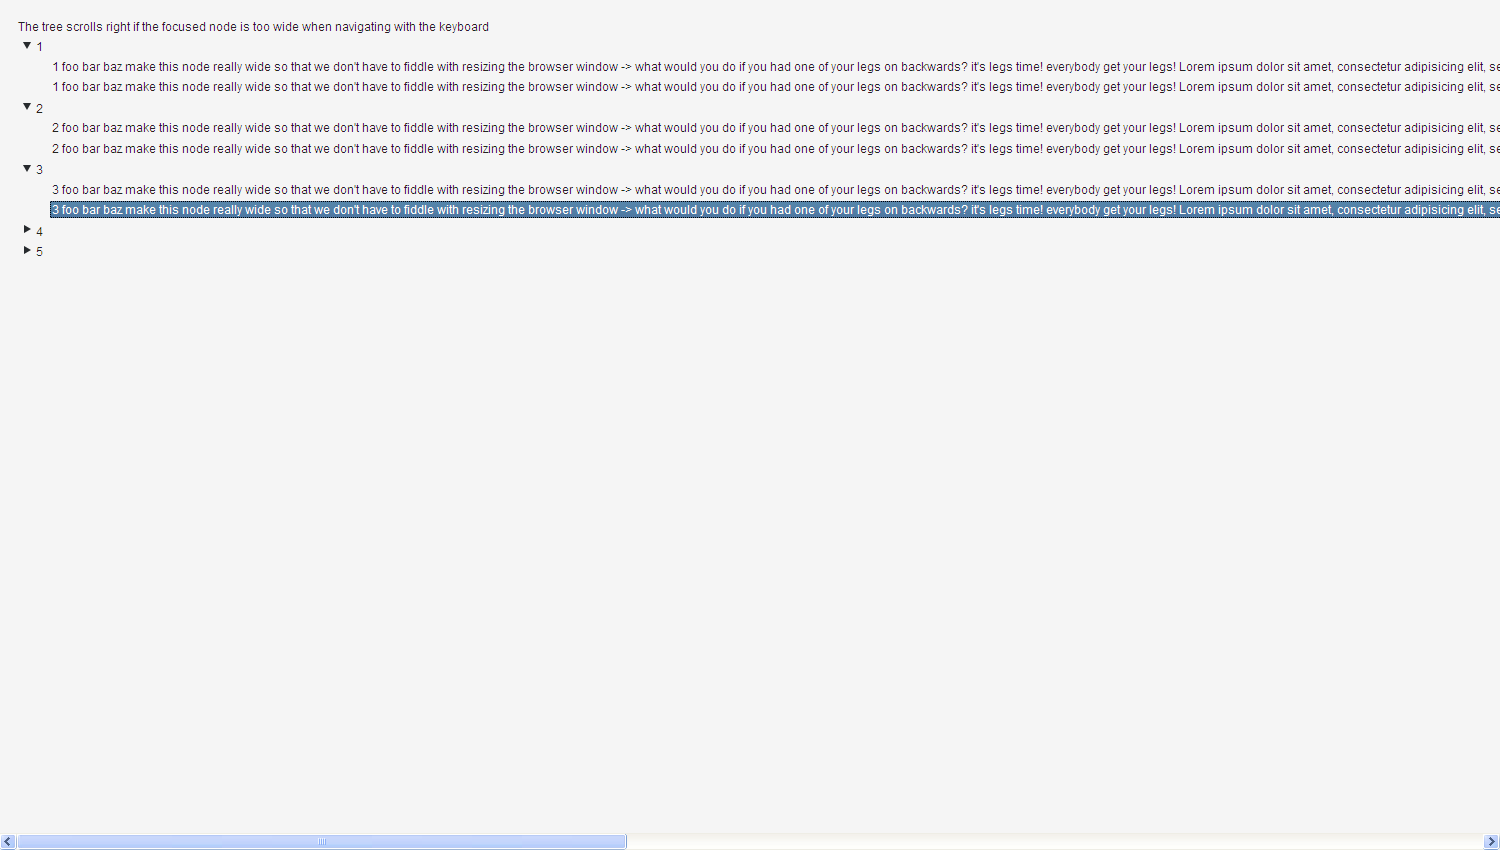 The tree scrolls right if the focused node is too wide when navigating with the keyboard
1
1 foo bar baz make this node really wide so that we don't have to fiddle with resizing the browser window -> what would you do if you had one of your legs on backwards? it's legs time! everybody get your legs! Lorem ipsum dolor sit amet, consectetur adipisicing elit, se
1 foo bar baz make this node really wide so that we don't have to fiddle with resizing the browser window -> what would you do if you had one of your legs on backwards? it's legs time! everybody get your legs! Lorem ipsum dolor sit amet, consectetur adipisicing elit, se
2
2 foo bar baz make this node really wide so that we don't have to fiddle with resizing the browser window -> what would you do if you had one of your legs on backwards? it's legs time! everybody get your legs! Lorem ipsum dolor sit amet, consectetur adipisicing elit, se
2 foo bar baz make this node really wide so that we don't have to fiddle with resizing the browser window -> what would you do if you had one of your legs on backwards? it's legs time! everybody get your legs! Lorem ipsum dolor sit amet, consectetur adipisicing elit, se
3
3 foo bar baz make this node really wide so that we don't have to fiddle with resizing the browser window -> what would you do if you had one of your legs on backwards? it's legs time! everybody get your legs! Lorem ipsum dolor sit amet, consectetur adipisicing elit, se
3 foo bar baz make this node really wide so that we don't have to fiddle with resizing the browser window -> what would you do if you had one of your legs on backwards? it's legs time! everybody get your legs! Lorem ipsum dolor sit amet, consectetur adipisicing elit, se
4
5